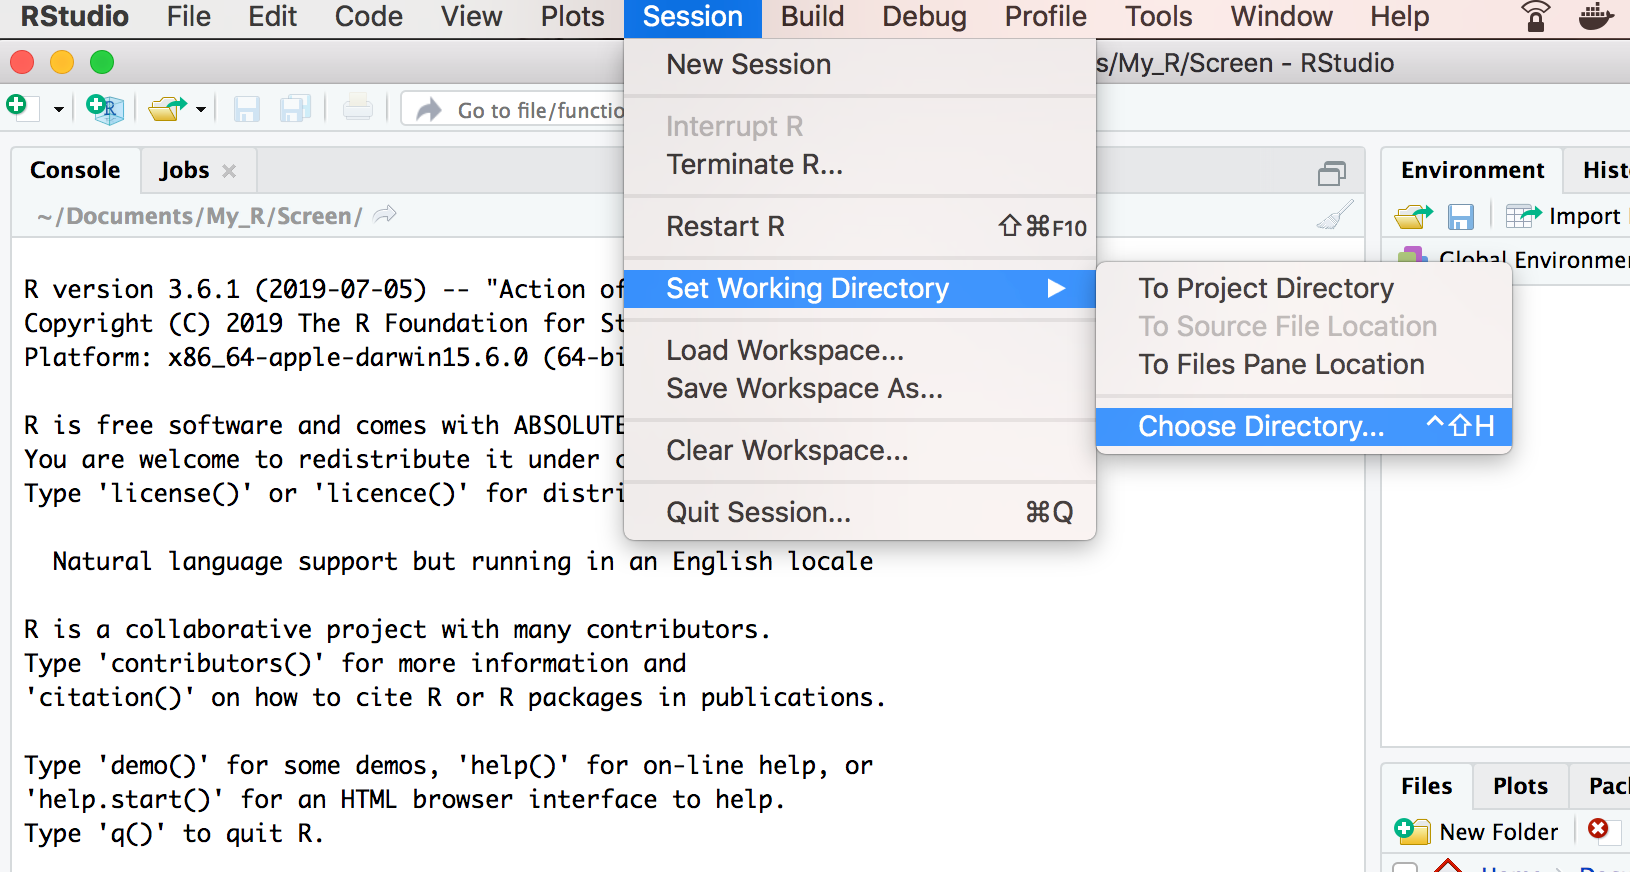 RStudio File Edit Code View Plots Session Build Debug Profile Tools Window Help
s/My_R/Screen - RStudio
Go to file/functio
New Session
Interrupt R
Terminate R...
Restart R ⇧⌘F10
Set Working Directory ▶
Load Workspace...
Save Workspace As...
Clear Workspace...
Quit Session... ⌘Q
To Project Directory
To Source File Location
To Files Pane Location
Choose Directory... ^⇧H
Console Jobs
~/Documents/My_R/Screen/
R version 3.6.1 (2019-07-05) -- "Action of
Copyright (C) 2019 The R Foundation for St
Platform: x86_64-apple-darwin15.6.0 (64-bi
R is free software and comes with ABSOLUTE
You are welcome to redistribute it under c
Type 'license()' or 'licence()' for distri
Natural language support but running in an English locale
R is a collaborative project with many contributors.
Type 'contributors()' for more information and
'citation()' on how to cite R or R packages in publications.
Type 'demo()' for some demos, 'help()' for on-line help, or
'help.start()' for an HTML browser interface to help.
Type 'q()' to quit R.
Environment Histo
Import
Global Environme
Files Plots Pack
New Folder